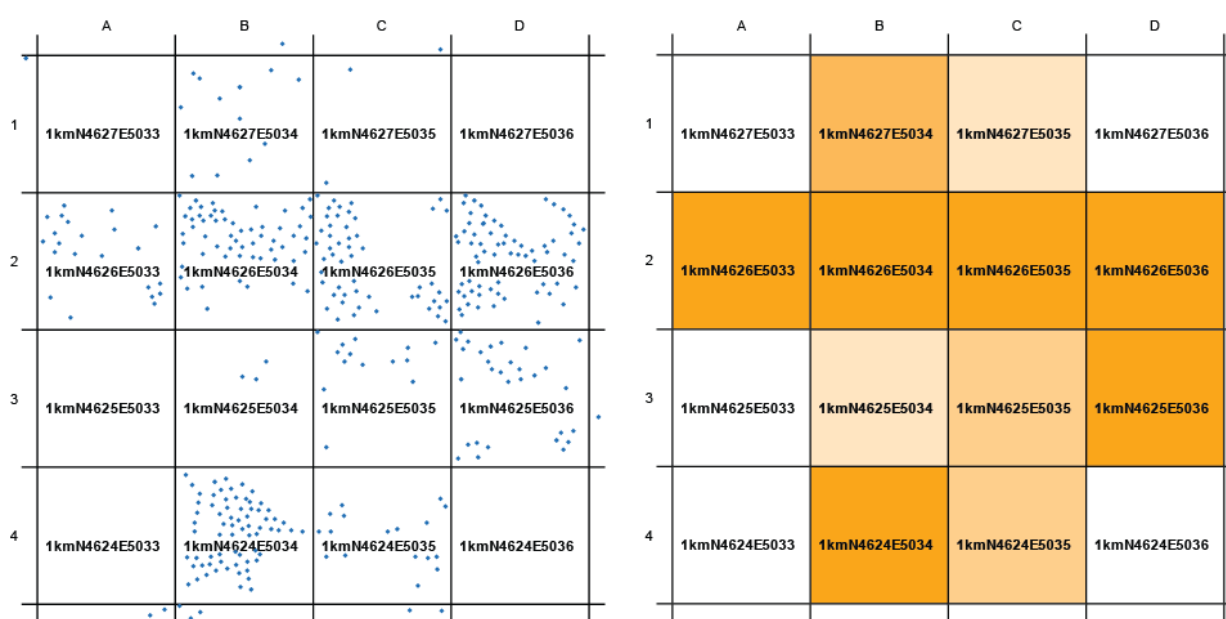 A B C D A B C D
1 1kmN4627E5033 1kmN4627E5034 1kmN4627E5035 1kmN4627E5036 1 1kmN4627E5033 1kmN4627E5034 1kmN4627E5035 1kmN4627E5036
2 1kmN4626E5033 1kmN4626E5034 1kmN4626E5035 1kmN4626E5036 2 1kmN4626E5033 1kmN4626E5034 1kmN4626E5035 1kmN4626E5036
3 1kmN4625E5033 1kmN4625E5034 1kmN4625E5035 1kmN4625E5036 3 1kmN4625E5033 1kmN4625E5034 1kmN4625E5035 1kmN4625E5036
4 1kmN4624E5033 1kmN4624E5034 1kmN4624E5035 1kmN4624E5036 4 1kmN4624E5033 1kmN4624E5034 1kmN4624E5035 1kmN4624E5036